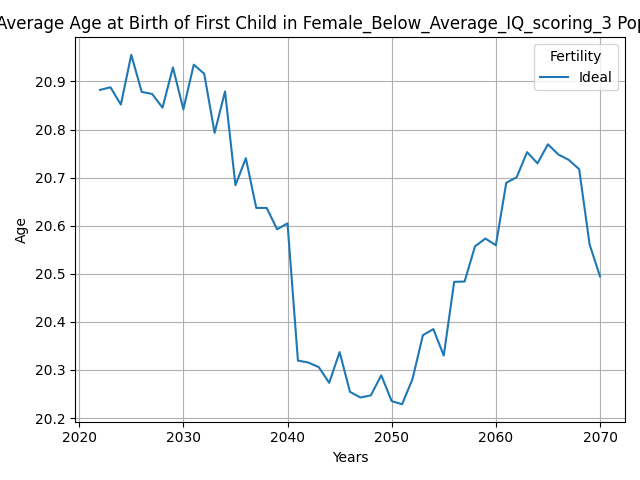 Average Age at Birth of First Child in Female_Below_Average_IQ_scoring_3
Fertility
Ideal
Age
20.9
20.8
20.7
20.6
20.5
20.4
20.3
20.2
2020 2030 2040 2050 2060 2070
Years